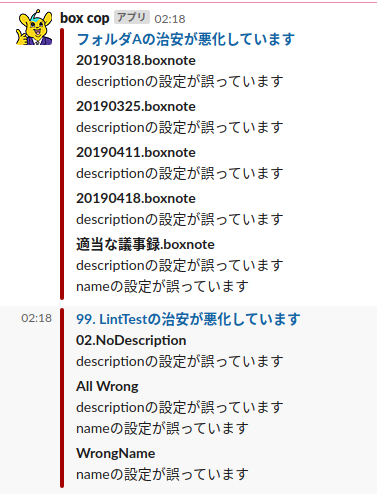 box cop アプリ 02:18
フォルダAの治安が悪化しています
20190318.boxnote
descriptionの設定が誤っています
20190325.boxnote
descriptionの設定が誤っています
20190411.boxnote
descriptionの設定が誤っています
20190418.boxnote
descriptionの設定が誤っています
適当な議事録.boxnote
descriptionの設定が誤っています
nameの設定が誤っています
02:18 99. LintTestの治安が悪化しています
02.NoDescription
descriptionの設定が誤っています
All Wrong
descriptionの設定が誤っています
nameの設定が誤っています
WrongName
nameの設定が誤っています